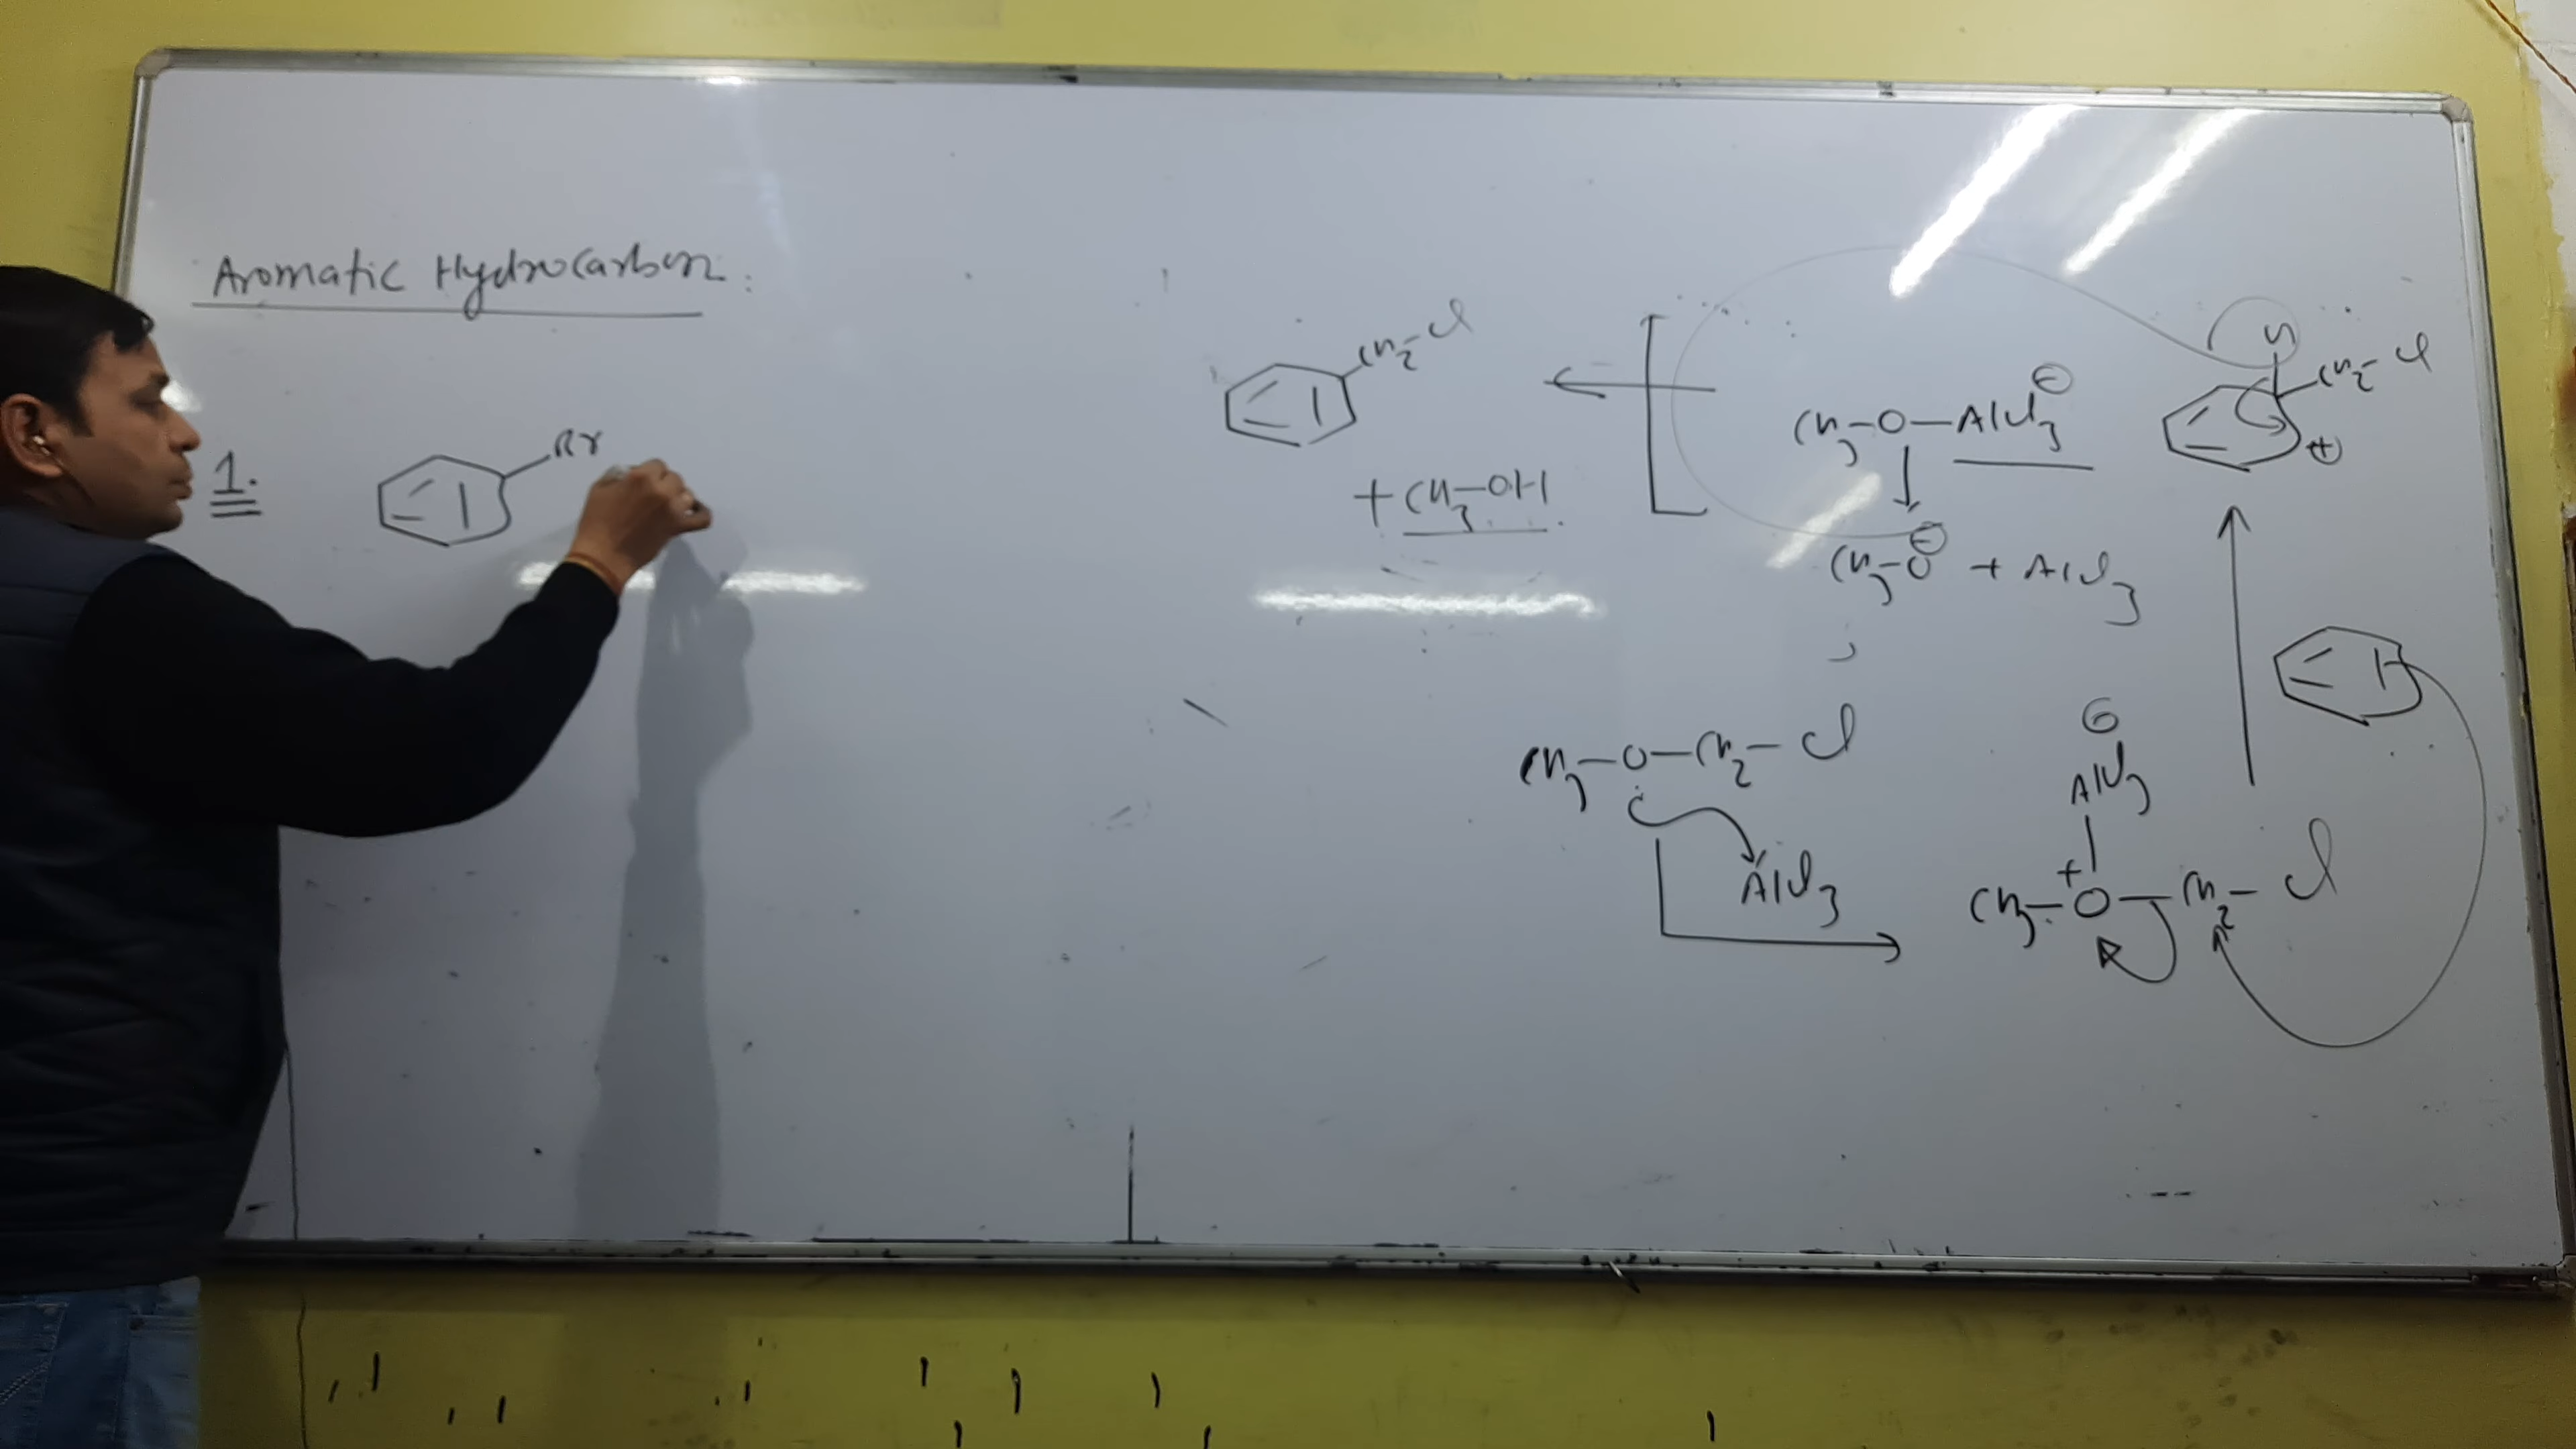 Aromatic Hydrocarbon:
1.
Br
CH2-Cl
+ CH3-OH
CH3-O-AlCl3 ⊖
CH3-O⊖ + AlCl3
H
CH2-Cl
⊕
CH3-O-CH2-Cl
AlCl3
⊖
AlCl3
+
CH3-O-CH2-Cl